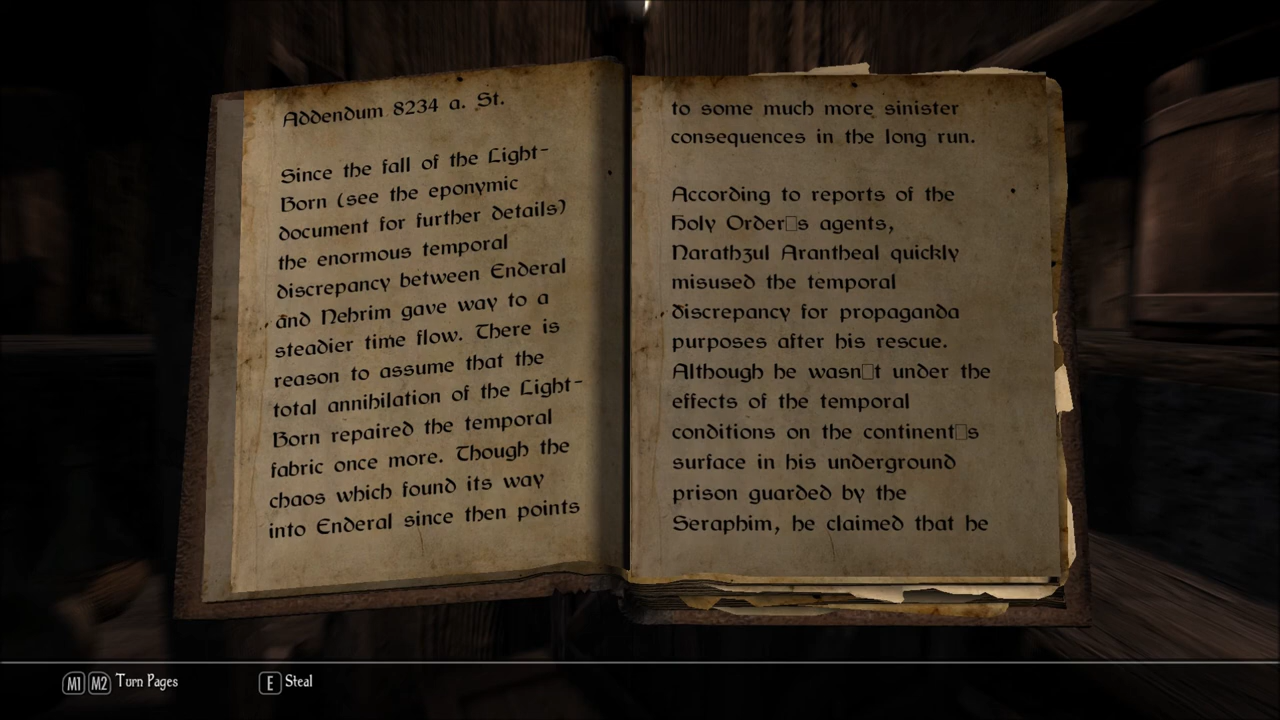 Addendum 8234 a. St.
Since the fall of the Light-
Born (see the eponymic
document for further details)
the enormous temporal
discrepancy between Enderal
and Nehrim gave way to a
steadier time flow. There is
reason to assume that the
total annihilation of the Light-
Born repaired the temporal
fabric once more. Though the
chaos which found its way
into Enderal since then points
to some much more sinister
consequences in the long run.
According to reports of the
Holy Order□s agents,
Narathzul Arantheal quickly
misused the temporal
discrepancy for propaganda
purposes after his rescue.
Although he wasn□t under the
effects of the temporal
conditions on the continent□s
surface in his underground
prison guarded by the
Seraphim, he claimed that he
M1 M2 Turn Pages
E Steal